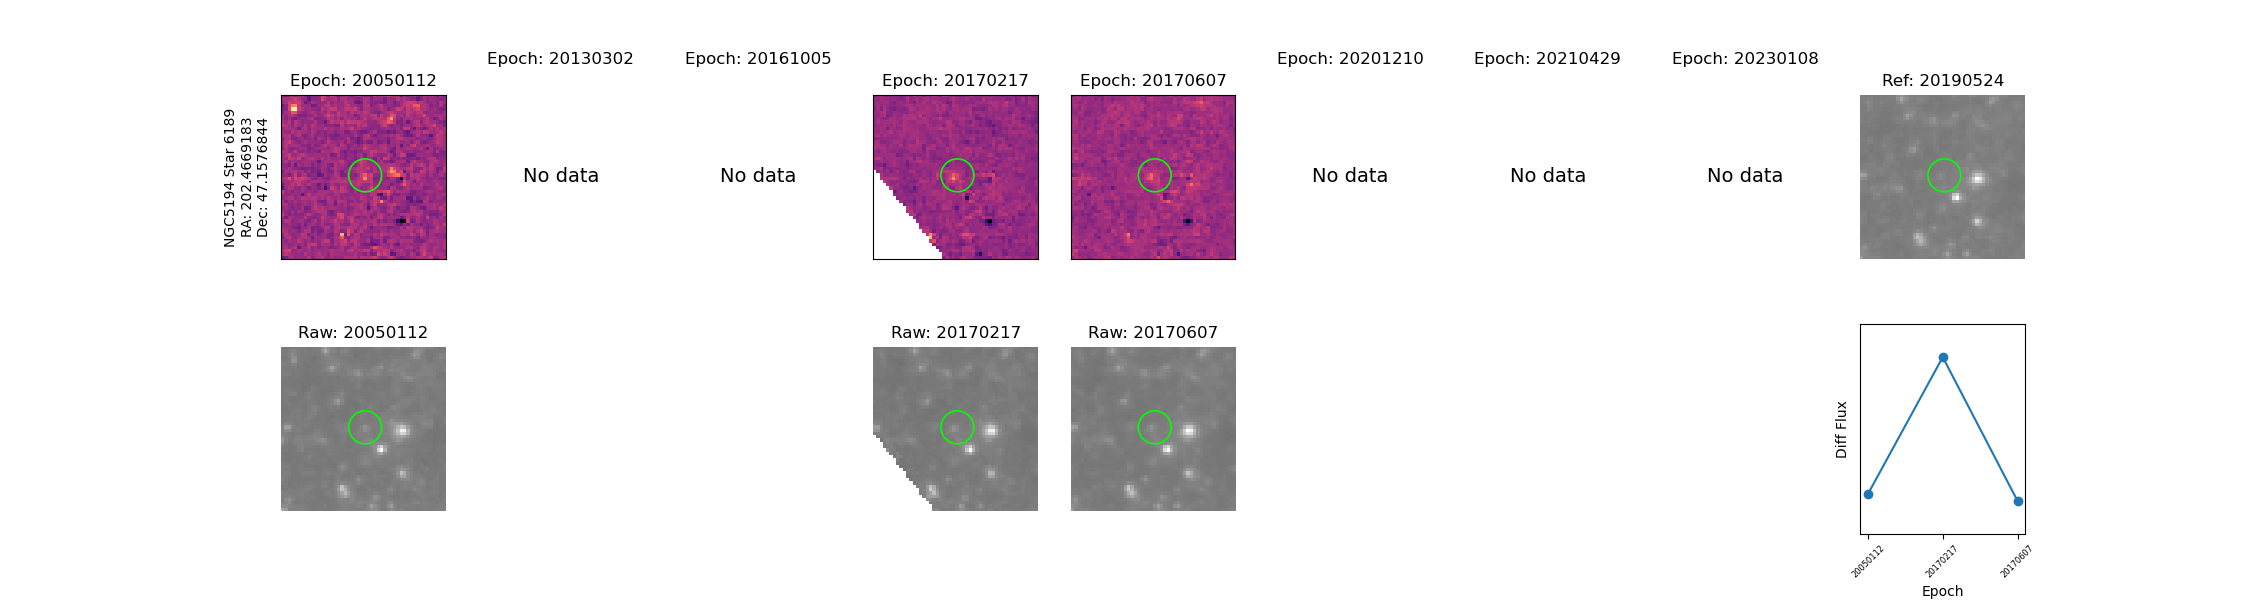 Epoch: 20050112
Epoch: 20130302
Epoch: 20161005
Epoch: 20170217
Epoch: 20170607
Epoch: 20201210
Epoch: 20210429
Epoch: 20230108
Ref: 20190524
NGC5194 Star 6189
RA: 202.4669183
Dec: 47.1576844
No data
No data
No data
No data
No data
Raw: 20050112
Raw: 20170217
Raw: 20170607
Diff Flux
20050112
20170217
20170607
Epoch